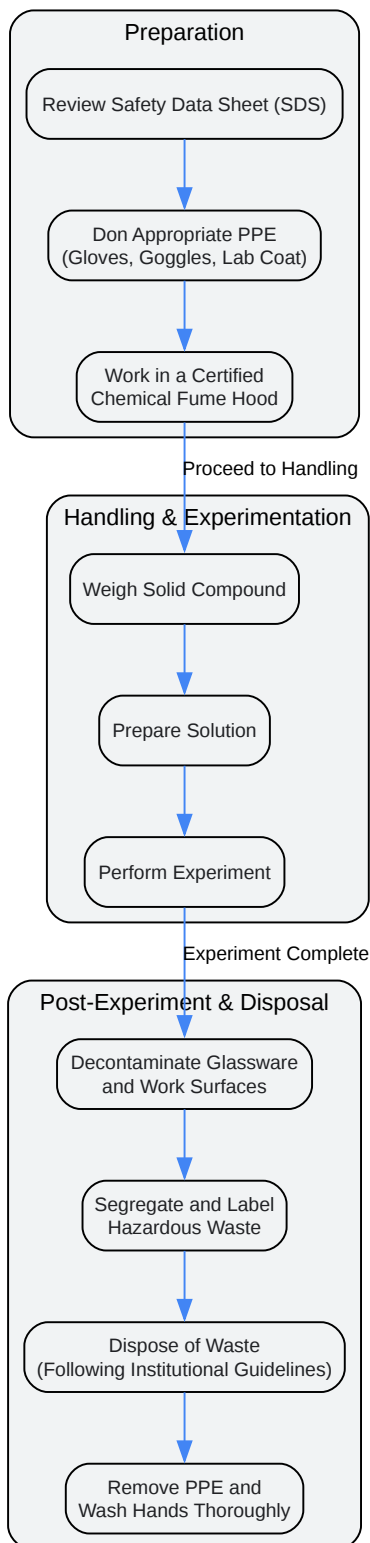 Preparation
Review Safety Data Sheet (SDS)
Don Appropriate PPE
(Gloves, Goggles, Lab Coat)
Work in a Certified
Chemical Fume Hood
Proceed to Handling
Handling & Experimentation
Weigh Solid Compound
Prepare Solution
Perform Experiment
Experiment Complete
Post-Experiment & Disposal
Decontaminate Glassware
and Work Surfaces
Segregate and Label
Hazardous Waste
Dispose of Waste
(Following Institutional Guidelines)
Remove PPE and
Wash Hands Thoroughly